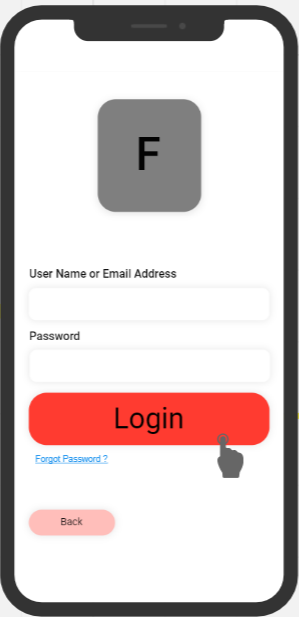 F
User Name or Email Address
Password
Login
Forgot Password ?
Back